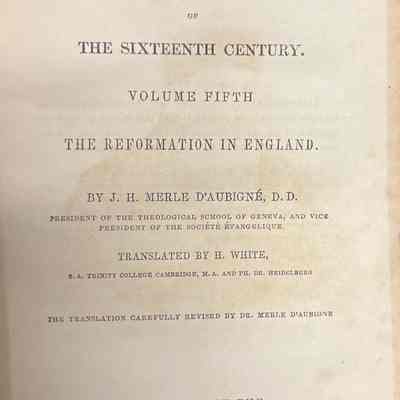 OF
THE SIXTEENTH CENTURY.
VOLUME FIFTH
THE REFORMATION IN ENGLAND.
BY J. H. MERLE D'AUBIGNÉ, D. D.
PRESIDENT OF THE THEOLOGICAL SCHOOL OF GENEVA, AND VICE
PRESIDENT OF THE SOCIÉTÉ ÉVANGELIQUE
TRANSLATED BY H. WHITE,
B. A. TRINITY COLLEGE CAMBRIDGE, M. A. AND PH. DR. HEIDELBERG
THE TRANSLATION CAREFULLY REVISED BY DR. MERLE D'AUBIGNE